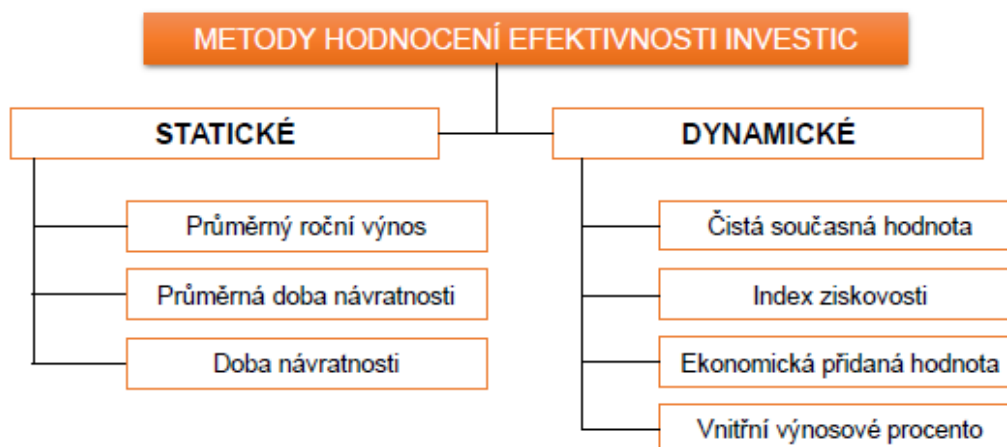 METODY HODNOCENÍ EFEKTIVNOSTI INVESTIC
STATICKÉ
Průměrný roční výnos
Průměrná doba návratnosti
Doba návratnosti
DYNAMICKÉ
Čistá současná hodnota
Index ziskovosti
Ekonomická přidaná hodnota
Vnitřní výnosové procento